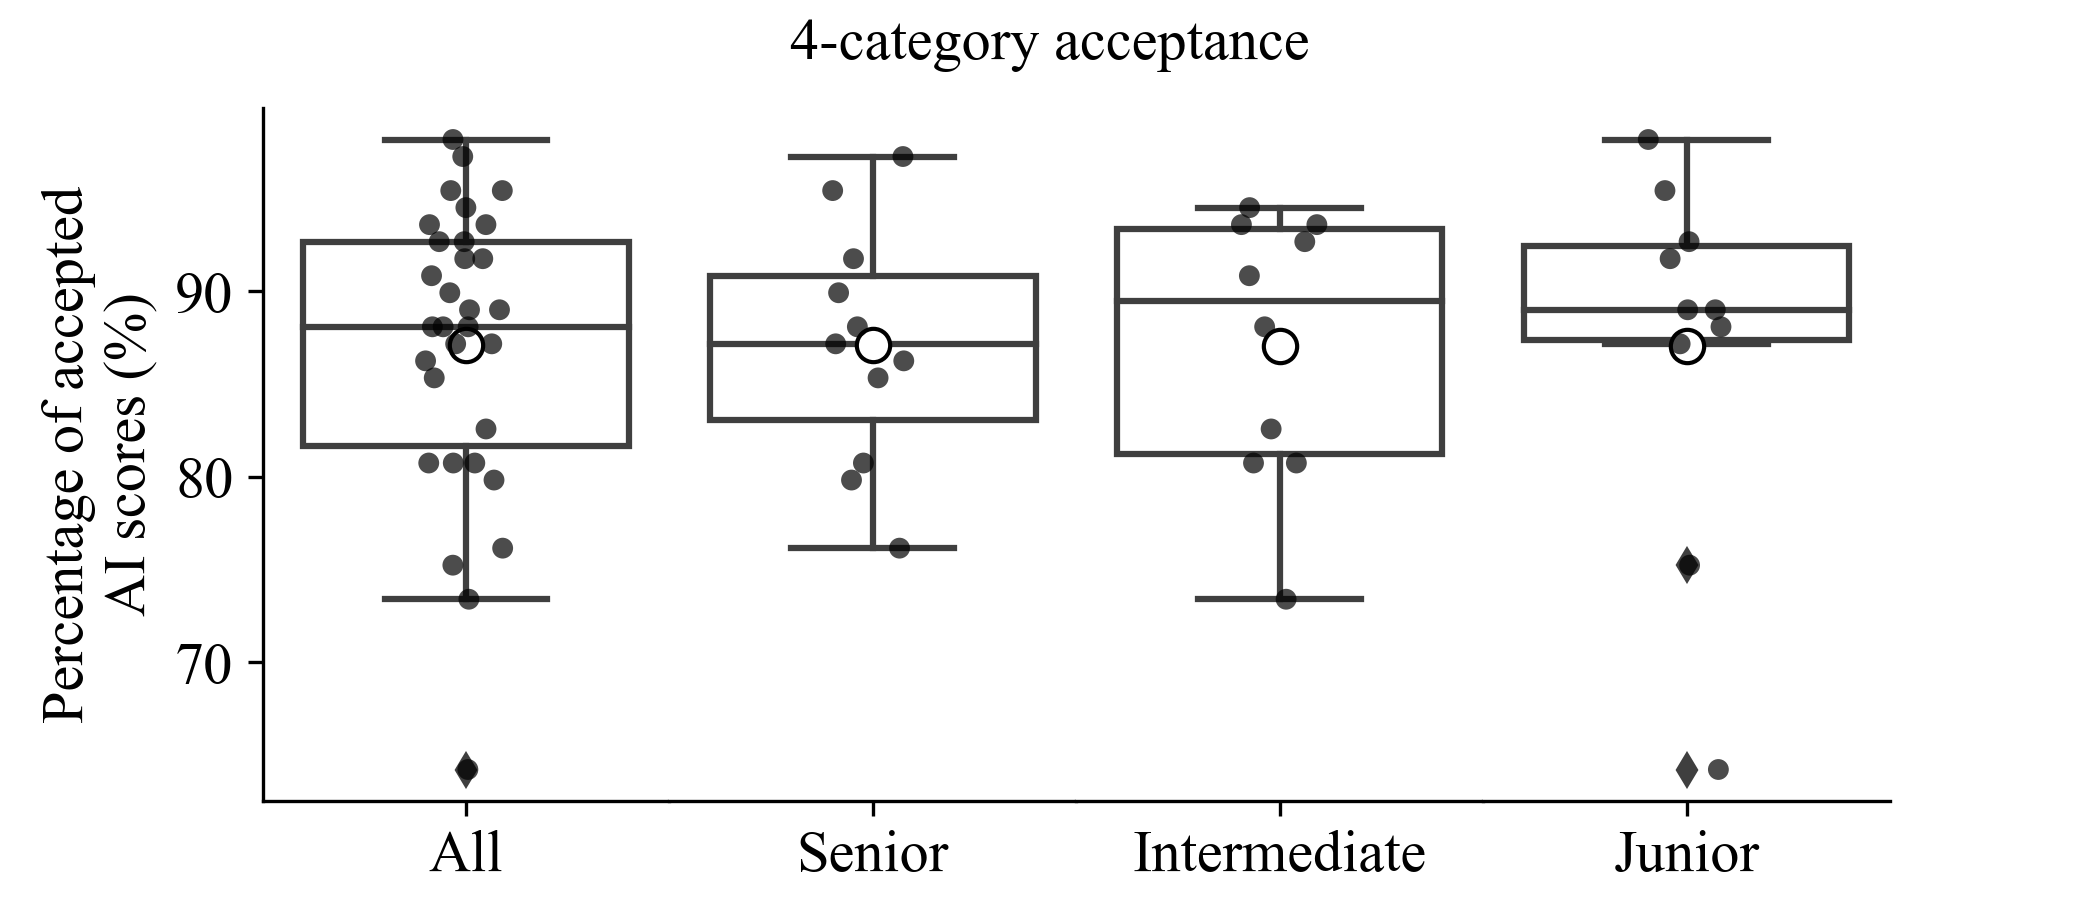 4-category acceptance
Percentage of accepted
AI scores (%)
90
80
70
All
Senior
Intermediate
Junior